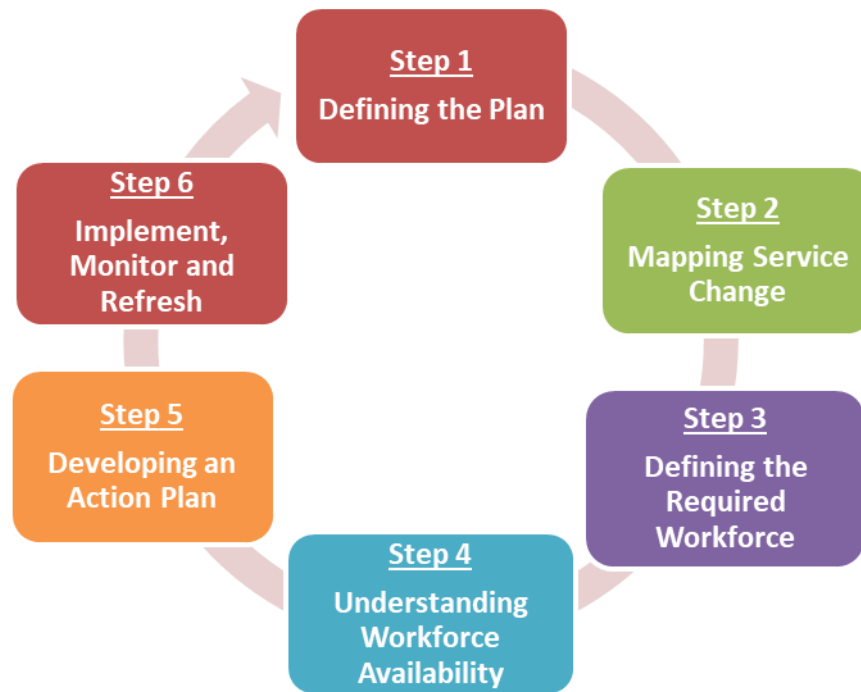 Step 1
Defining the Plan
Step 2
Mapping Service
Change
Step 3
Defining the
Required
Workforce
Step 4
Understanding
Workforce
Availability
Step 5
Developing an
Action Plan
Step 6
Implement,
Monitor and
Refresh